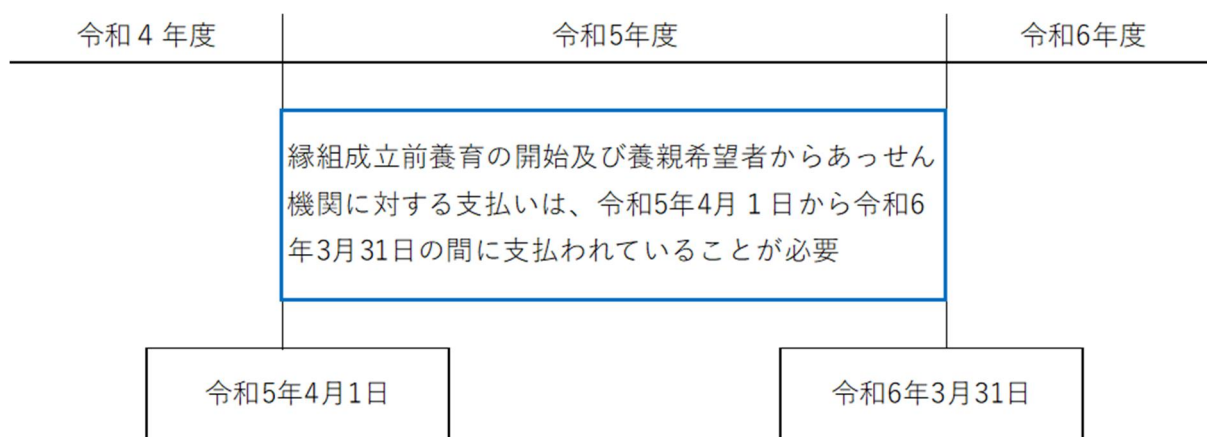 令和４年度
令和5年度
令和6年度
縁組成立前養育の開始及び養親希望者からあっせん
機関に対する支払いは、令和5年4月１日から令和6
年3月31日の間に支払われていることが必要
令和5年4月1日
令和6年3月31日